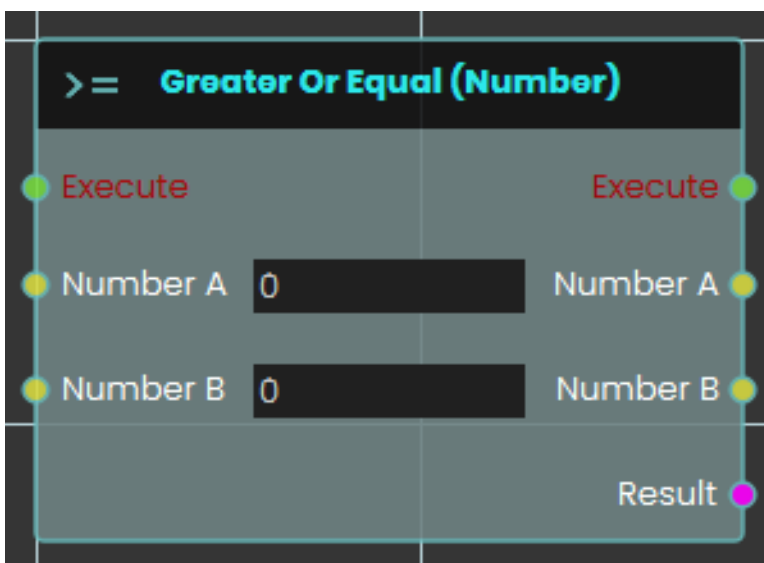 >= Greater Or Equal (Number)
Execute Execute
Number A 0 Number A
Number B 0 Number B
Result